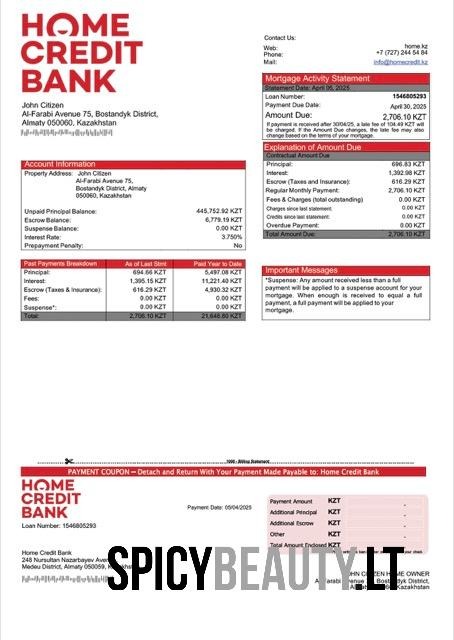 HOME
CREDIT
BANK
John Citizen
Al-Farabi Avenue 75, Bostandyk District,
Almaty 050060, Kazakhstan
Contact Us:
Web: home.kz
Phone: +7 (727) 244 54 84
Mail: info@homecredit.kz
Mortgage Activity Statement
Statement Date: April 05, 2025
Loan Number: 1546805293
Payment Due Date: April 30, 2025
Amount Due: 2,706.10 KZT
If payment is received after 30/04/25, a late fee of 104.49 KZT will
be charged. If the Amount Due changes, the late fee may also
change based on the terms of your mortgage.
Explanation of Amount Due
Contractual Amount Due
Principal: 696.83 KZT
Interest: 1,392.98 KZT
Escrow (Taxes and Insurance): 616.29 KZT
Regular Monthly Payment: 2,706.10 KZT
Fees & Charges (total outstanding) 0.00 KZT
Charges since last statement: 0.00 KZT
Credits since last statement: 0.00 KZT
Overdue Payment: 0.00 KZT
Total Amount Due: 2,706.10 KZT
Account Information
Property Address: John Citizen
Al-Farabi Avenue 75,
Bostandyk District, Almaty
050060, Kazakhstan
Unpaid Principal Balance: 445,752.92 KZT
Escrow Balance: 6,779.19 KZT
Suspense Balance: 0.00 KZT
Interest Rate: 3.750%
Prepayment Penalty: No
Past Payments Breakdown As of Last Stmt Paid Year to Date
Principal: 694.66 KZT 5,497.08 KZT
Interest: 1,395.15 KZT 11,221.40 KZT
Escrow (Taxes & Insurance): 616.29 KZT 4,930.32 KZT
Fees: 0.00 KZT 0.00 KZT
Suspense*: 0.00 KZT 0.00 KZT
Total: 2,706.10 KZT 21,648.80 KZT
Important Messages
*Suspense: Any amount received less than a full
payment will be applied to a suspense account for your
mortgage. When enough is received to equal a full
payment, a full payment will be applied to your
mortgage.
Billing Statement
PAYMENT COUPON – Detach and Return With Your Payment Made Payable to: Home Credit Bank
HOME
CREDIT
BANK
Loan Number: 1546805293
Payment Date: 05/04/2025
Payment Amount KZT
Additional Principal KZT
Additional Escrow KZT
Other KZT
Total Amount Enclosed KZT
Home Credit Bank
248 Nursultan Nazarbayev
Medeu District, Almaty 050059,
JOHN CITIZEN HOME OWNER
SPICYBEAUTY.LT